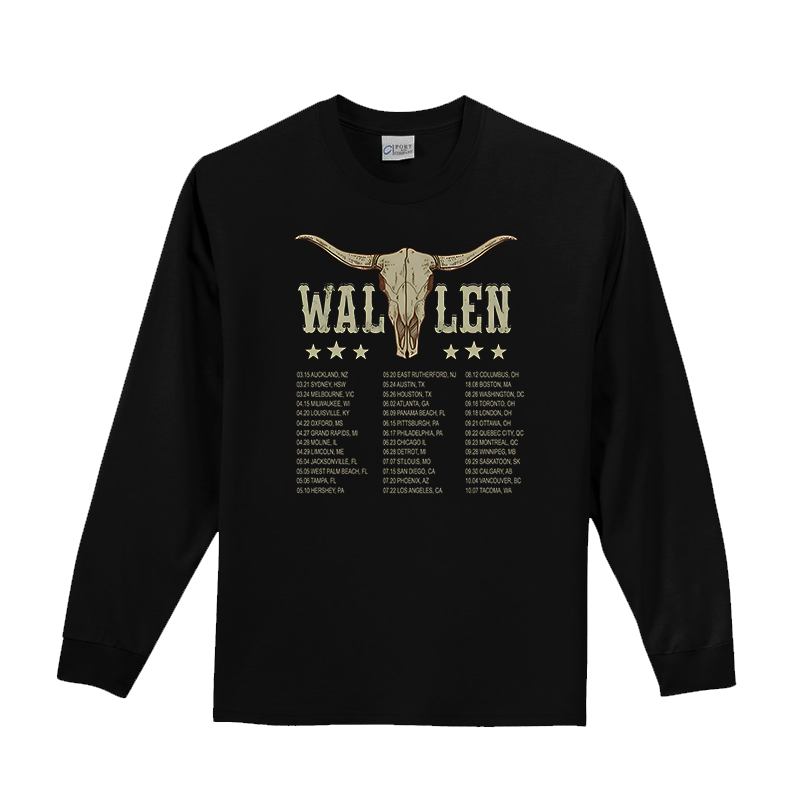 PORT
COMPANY
WALLEN
03.15 AUCKLAND, NZ
03.21 SYDNEY, HSW
03.24 MELBOURNE, VIC
04.15 MILWAUKEE, WI
04.20 LOUISVILLE, KY
04.22 OXFORD, MS
04.27 GRAND RAPIDS, MI
04.28 MOLINE, IL
04.29 LIMCOLN, ME
05.04 JACKSONVILLE, FL
05.05 WEST PALM BEACH, FL
05.06 TAMPA, FL
05.10 HERSHEY, PA
05.20 EAST RUTHERFORD, NJ
05.24 AUSTIN, TX
05.26 HOUSTON, TX
06.02 ATLANTA, GA
06.09 PANAMA BEACH, FL
06.15 PITTSBURGH, PA
06.17 PHILADELPHIA, PA
06.23 CHICAGO IL
06.28 DETROIT, MI
07.07 ST.LOUIS, MO
07.15 SAN DIEGO, CA
07.20 PHOENIX, AZ
07.22 LOS ANGELES, CA
08.12 COLUMBUS, OH
18.08 BOSTON, MA
08.26 WASHINGTON, DC
09.16 TORONTO, OH
09.18 LONDON, OH
09.21 OTTAWA, OH
09.22 QUEBEC CITY, QC
09.23 MONTREAL, QC
09.28 WINNIPEG, MB
09.29 SASKATOON, SK
09.30 CALGARY, AB
10.04 VANCOUVER, BC
10.07 TACOMA, WA